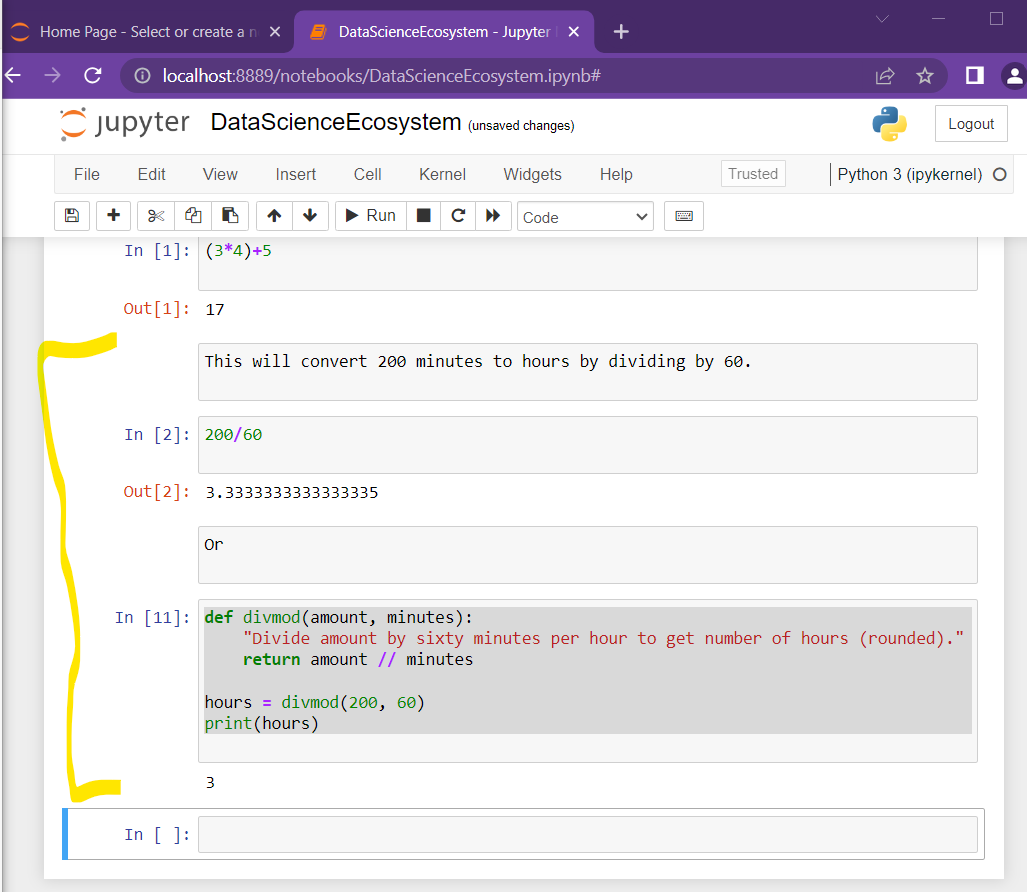 Home Page - Select or create a n
DataScienceEcosystem - Jupyter
localhost:8889/notebooks/DataScienceEcosystem.ipynb#
jupyter DataScienceEcosystem (unsaved changes)
Logout
File Edit View Insert Cell Kernel Widgets Help Trusted Python 3 (ipykernel)
Run Code
In [1]: (3*4)+5
Out[1]: 17
This will convert 200 minutes to hours by dividing by 60.
In [2]: 200/60
Out[2]: 3.3333333333333335
Or
In [11]: def divmod(amount, minutes):
    "Divide amount by sixty minutes per hour to get number of hours (rounded)."
    return amount // minutes
hours = divmod(200, 60)
print(hours)
3
In [ ]: